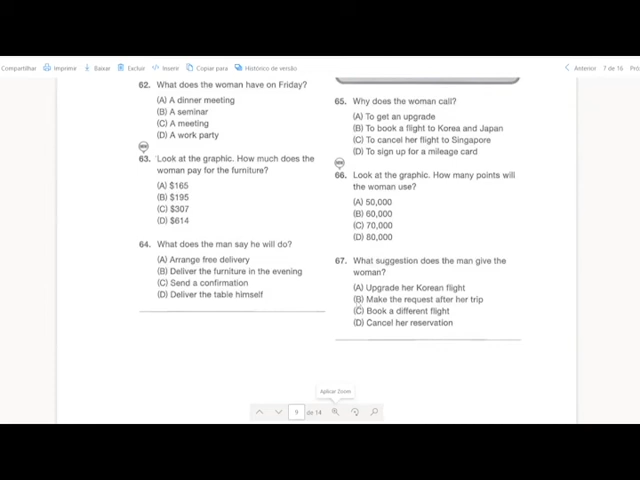 Compartilhar Imprimir Baixar Excluir Inserir Copiar para Histórico de versão Anterior 7 de 16 Pró
62. What does the woman have on Friday?
(A) A dinner meeting
(B) A seminar
(C) A meeting
(D) A work party
63. Look at the graphic. How much does the
woman pay for the furniture?
(A) $165
(B) $195
(C) $307
(D) $614
64. What does the man say he will do?
(A) Arrange free delivery
(B) Deliver the furniture in the evening
(C) Send a confirmation
(D) Deliver the table himself
65. Why does the woman call?
(A) To get an upgrade
(B) To book a flight to Korea and Japan
(C) To cancel her flight to Singapore
(D) To sign up for a mileage card
66. Look at the graphic. How many points will
the woman use?
(A) 50,000
(B) 60,000
(C) 70,000
(D) 80,000
67. What suggestion does the man give the
woman?
(A) Upgrade her Korean flight
(B) Make the request after her trip
(C) Book a different flight
(D) Cancel her reservation
Aplicar Zoom
9 de 14